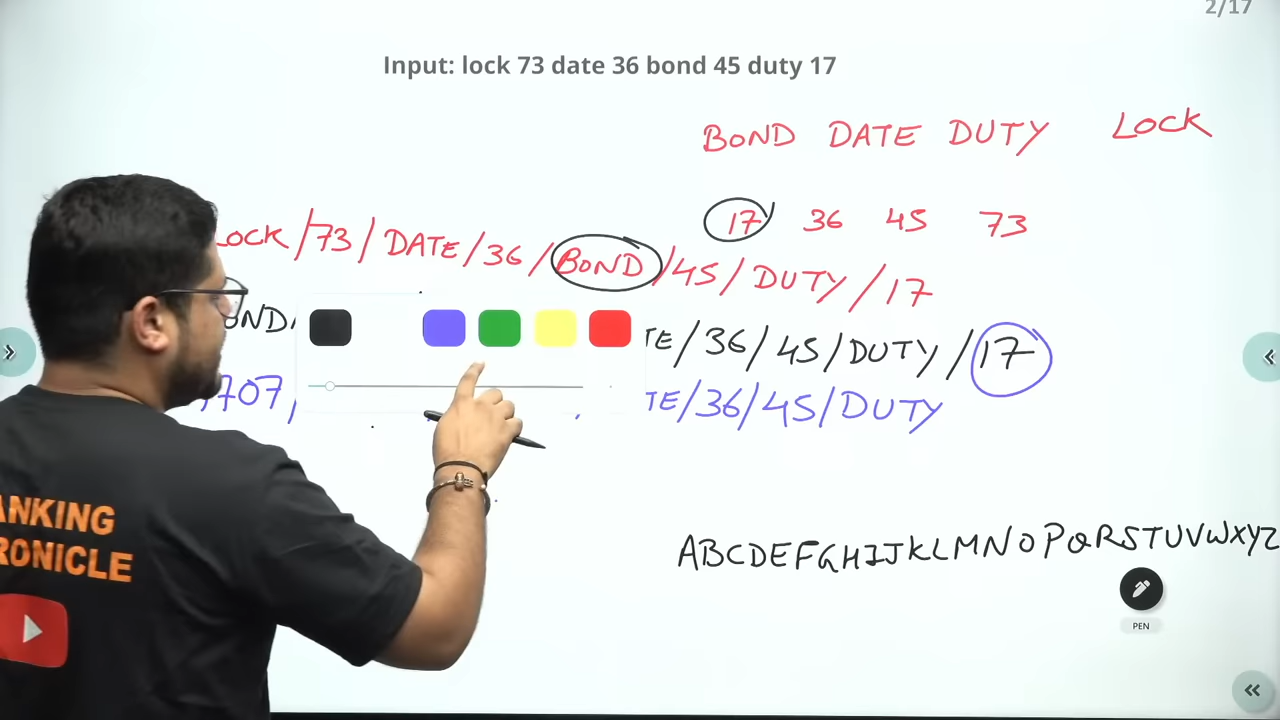 2/17
Input: lock 73 date 36 bond 45 duty 17
BOND DATE DUTY LOCK
17 36 45 73
LOCK /73/ DATE/36/BOND/45/ DUTY /17
OND/ TE/36/45/DUTY /17
707, TE/36/45/DUTY
ANKING
RONICLE
ABCDEFGHIJKLMNOPQRSTUVWXYZ
PEN